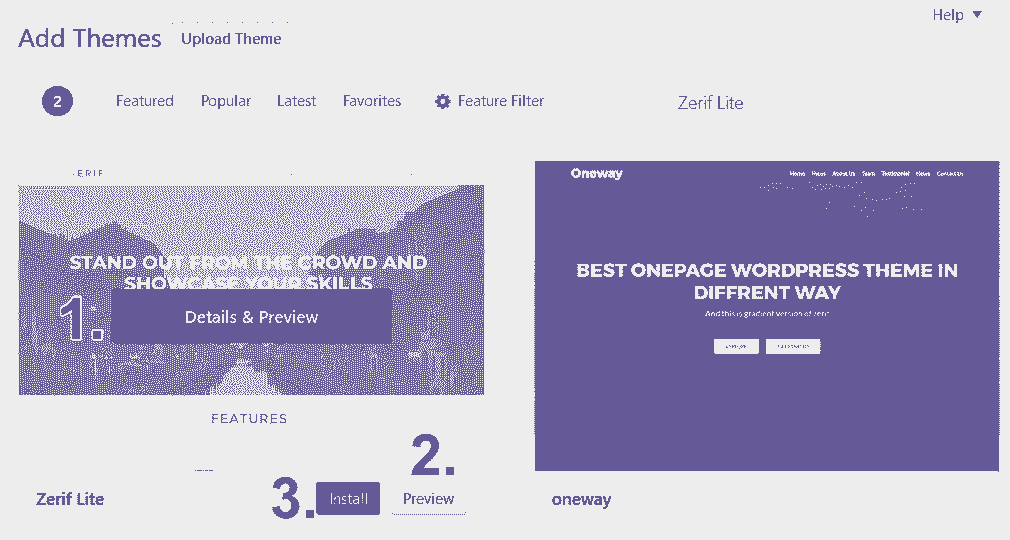 Help
Add Themes Upload Theme
2 Featured Popular Latest Favorites Feature Filter Zerif Lite
Oneway Home About Us Team Testimonial News Contact Us
STAND OUT FROM THE CROWD AND
SHOWCASE YOUR SKILLS
1. Details & Preview
BEST ONEPAGE WORDPRESS THEME IN
DIFFRENT WAY
And this is gradient version of zerif
FEATURES
2.
Zerif Lite 3. Install Preview oneway